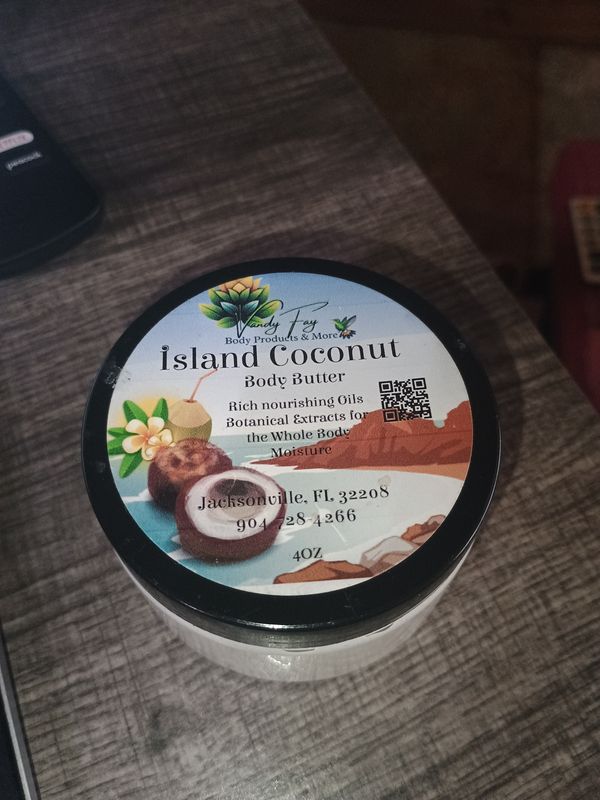 peacock
Vandy Fay
Body Products & More
Island Coconut
Body Butter
Rich nourishing Oils
Botanical Extracts for
the Whole Body
Moisture
Jacksonville, FL 32208
904 728-4266
4OZ